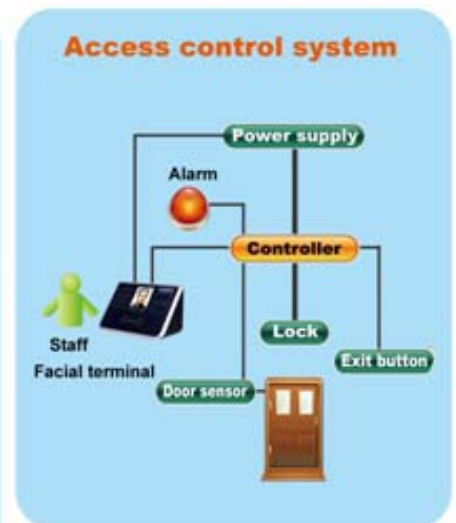 Access control system
Power supply
Alarm
Controller
Staff
Lock
Exit button
Facial terminal
Door sensor